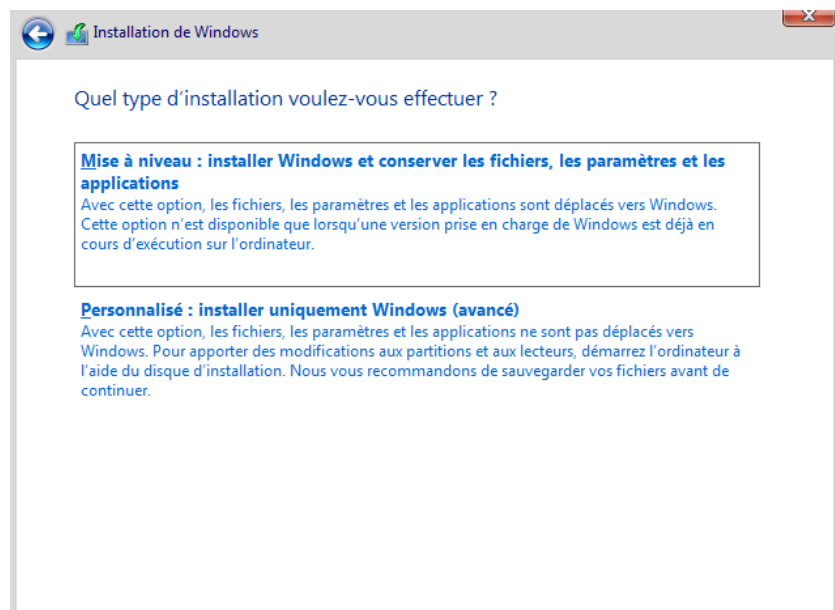 Installation de Windows
Quel type d'installation voulez-vous effectuer ?
Mise à niveau : installer Windows et conserver les fichiers, les paramètres et les
applications
Avec cette option, les fichiers, les paramètres et les applications sont déplacés vers Windows.
Cette option n'est disponible que lorsqu'une version prise en charge de Windows est déjà en
cours d'exécution sur l'ordinateur.
Personnalisé : installer uniquement Windows (avancé)
Avec cette option, les fichiers, les paramètres et les applications ne sont pas déplacés vers
Windows. Pour apporter des modifications aux partitions et aux lecteurs, démarrez l'ordinateur à
l'aide du disque d'installation. Nous vous recommandons de sauvegarder vos fichiers avant de
continuer.